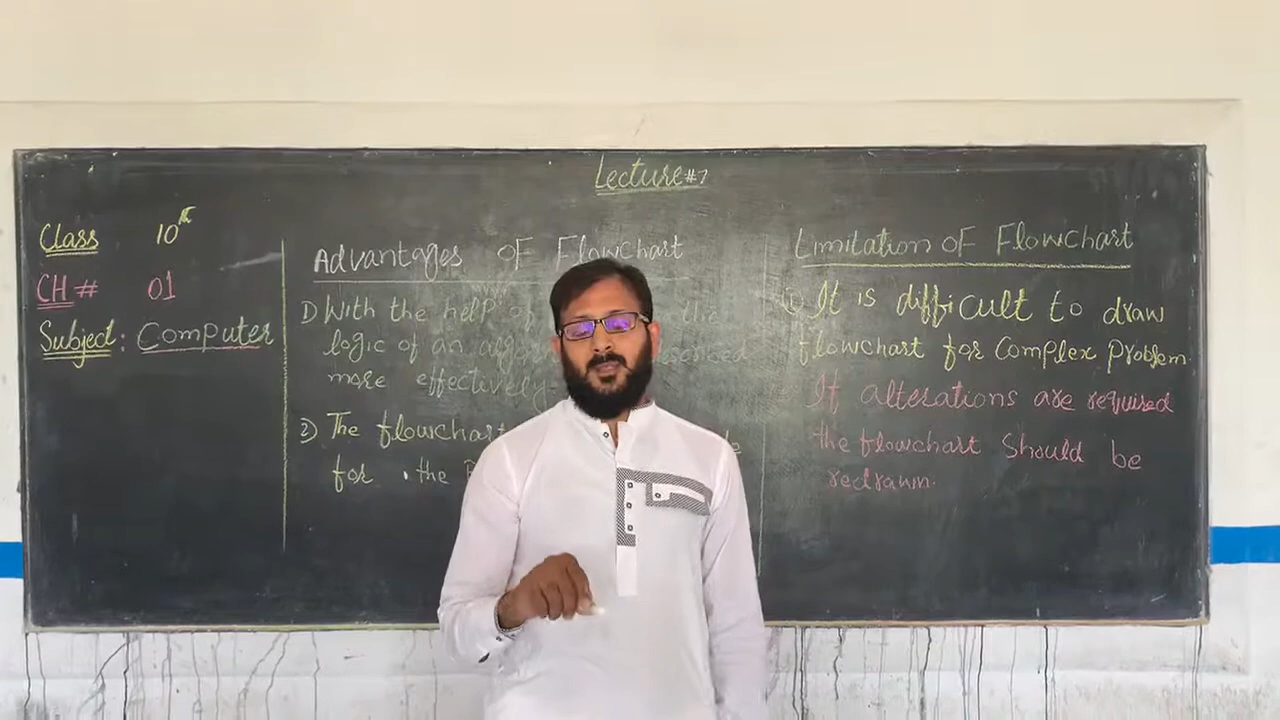 Lecture #7
Class 10th
CH # 01
Subject : Computer
Advantages of Flowchart
1) With the help of the
logic of an
more effectively
2) The flowchart
for the
Limitation of Flowchart
It is difficult to draw
flowchart for Complex Problem
If alterations are required
the flowchart Should be
redrawn.